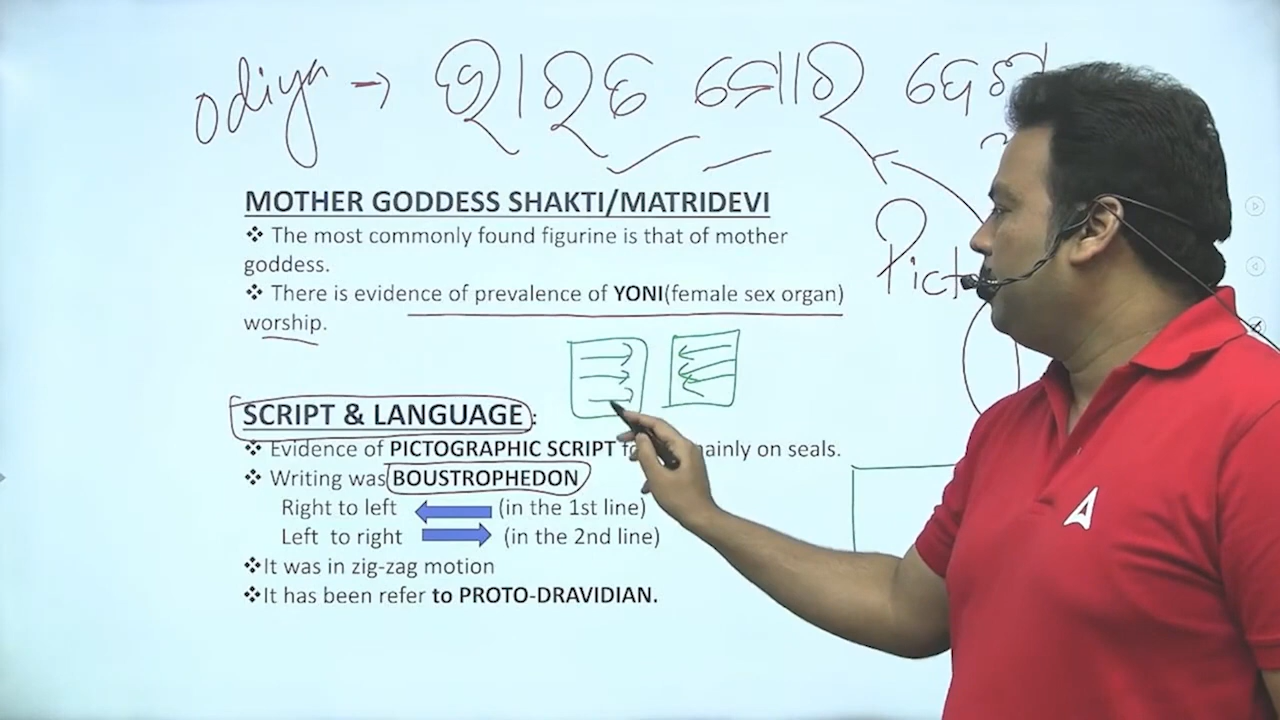 odiya → ଭାରତ ମୋର ଦେଶ
MOTHER GODDESS SHAKTI/MATRIDEVI
❖ The most commonly found figurine is that of mother
goddess.
❖ There is evidence of prevalence of YONI(female sex organ)
worship.
Picto
SCRIPT & LANGUAGE:
❖ Evidence of PICTOGRAPHIC SCRIPT mainly on seals.
❖ Writing was BOUSTROPHEDON
Right to left (in the 1st line)
Left to right (in the 2nd line)
❖It was in zig-zag motion
❖It has been refer to PROTO-DRAVIDIAN.